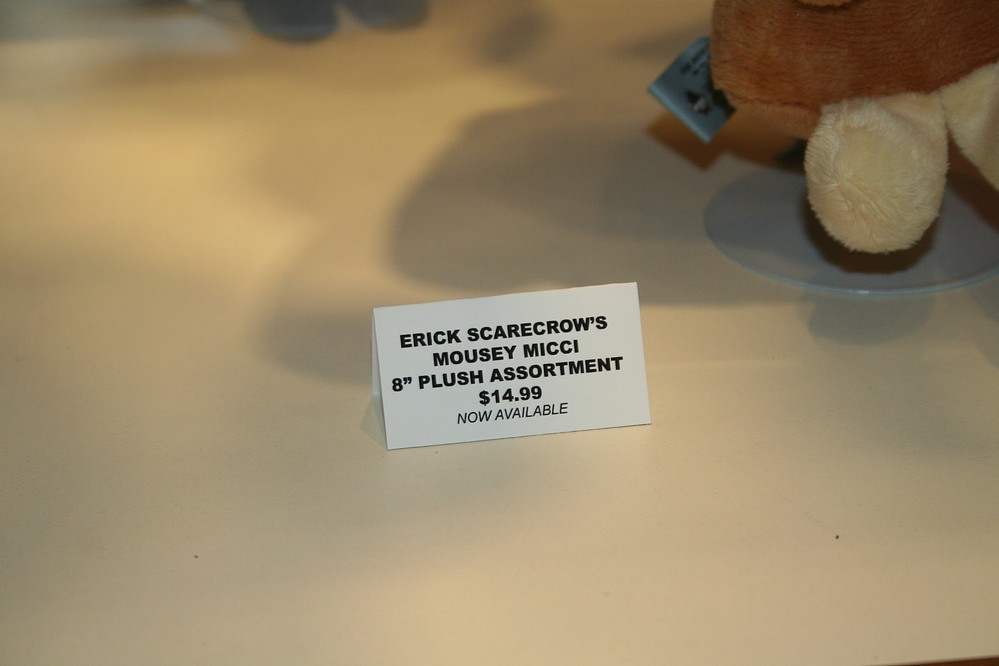 ERICK SCARECROW'S
MOUSEY MICCI
8” PLUSH ASSORTMENT
$14.99
NOW AVAILABLE